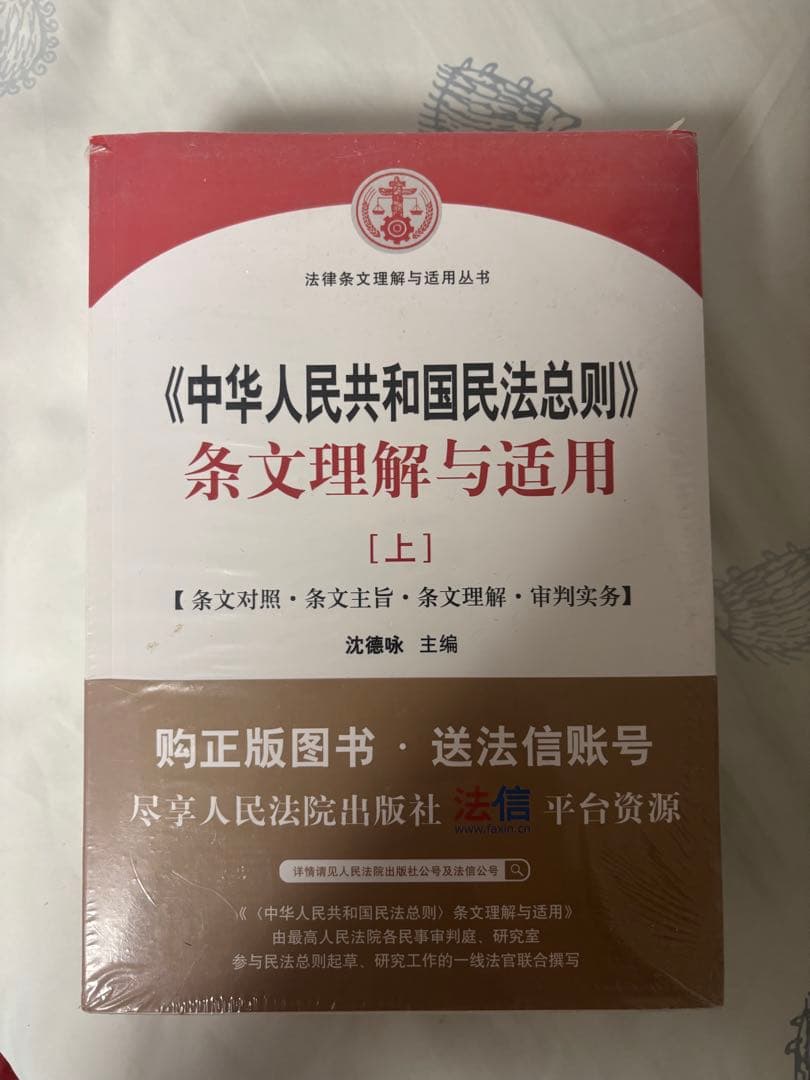 法律条文理解与适用丛书
《中华人民共和国民法总则》
条文理解与适用
[上]
【条文对照·条文主旨·条文理解·审判实务】
沈德咏 主编
购正版图书·送法信账号
尽享人民法院出版社 法信 平台资源
www.faxin.cn
详情请见人民法院出版社公号及法信公号
《〈中华人民共和国民法总则〉条文理解与适用》
由最高人民法院各民事审判庭、研究室
参与民法总则起草、研究工作的一线法官联合撰写